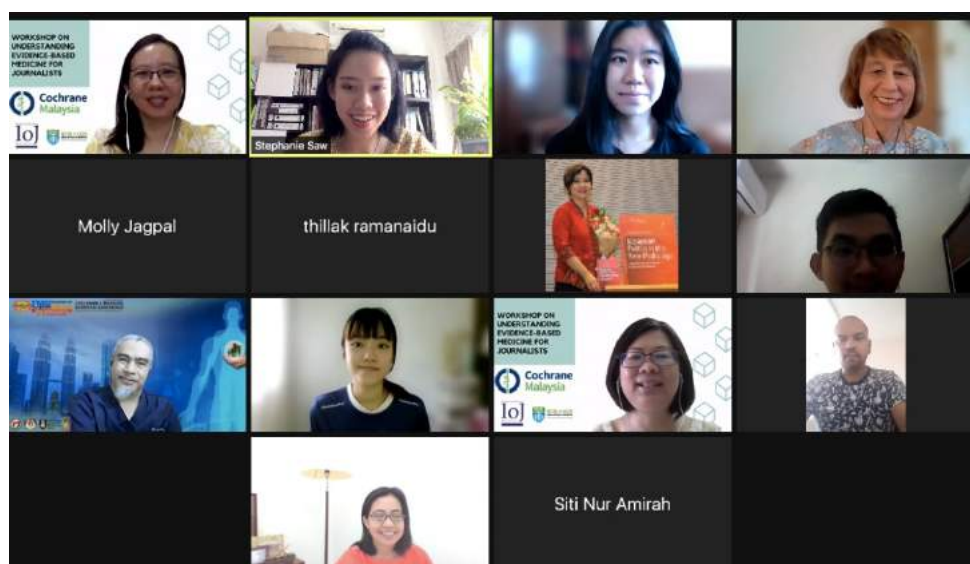 WORKSHOP ON
UNDERSTANDING
EVIDENCE-BASED
MEDICINE FOR
JOURNALISTS
Cochrane
Malaysia
IoJ
Stephanie Saw
Molly Jagpal
thillak ramanaidu
WORKSHOP ON
UNDERSTANDING
EVIDENCE-BASED
MEDICINE FOR
JOURNALISTS
Cochrane
Malaysia
IoJ
Siti Nur Amirah